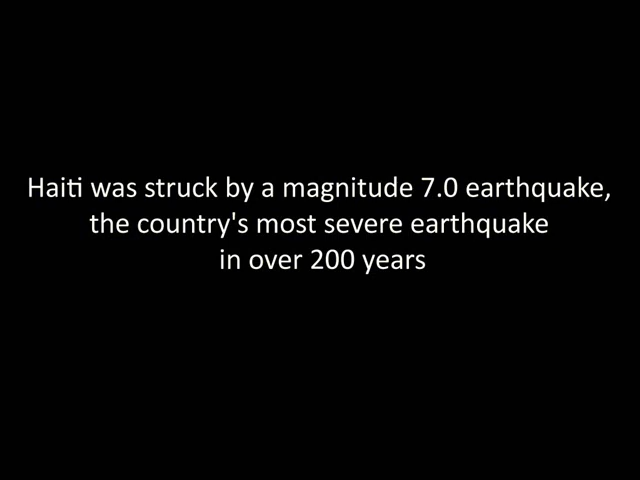 Haiti was struck by a magnitude 7.0 earthquake,
the country's most severe earthquake
in over 200 years